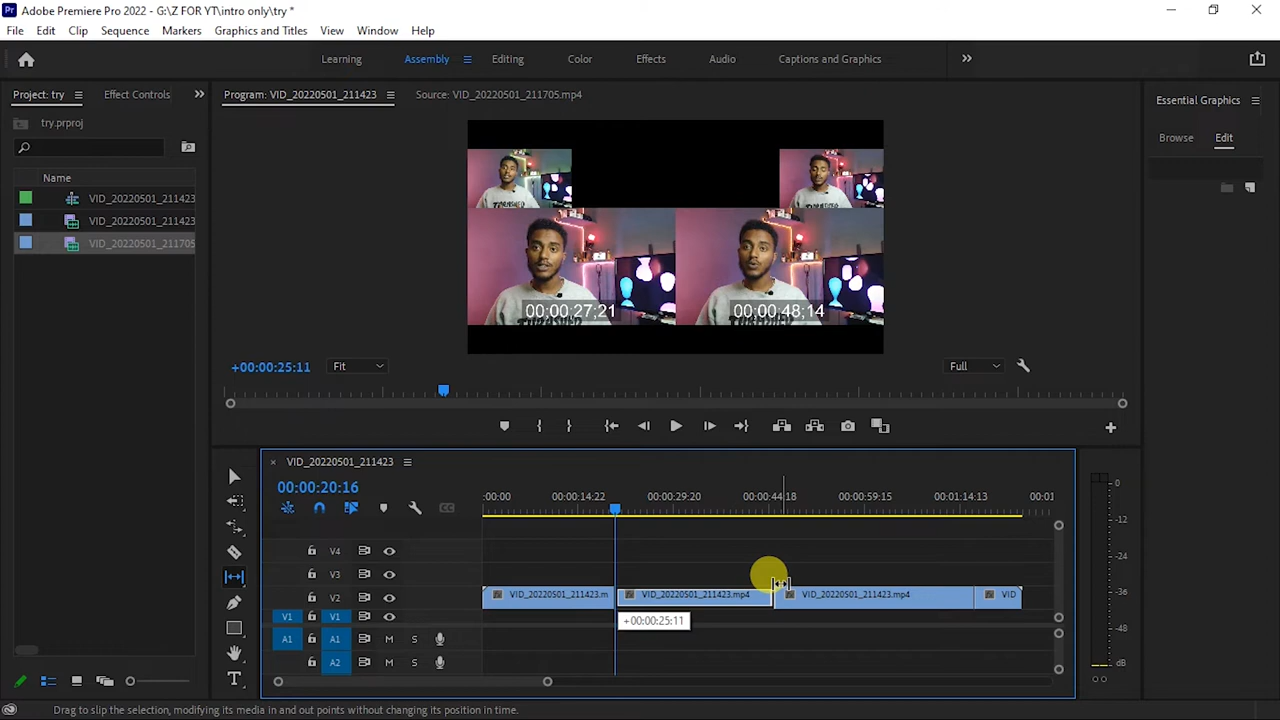 Adobe Premiere Pro 2022 - G:\Z FOR YT\intro only\try *
File Edit Clip Sequence Markers Graphics and Titles View Window Help
Learning Assembly Editing Color Effects Audio Captions and Graphics
Project: try Effect Controls
Program: VID_20220501_211423 Source: VID_20220501_211705.mp4
Essential Graphics
try.prproj
Browse Edit
Name
VID_20220501_211423
VID_20220501_211423
VID_20220501_211705
00:00:27;21 00:00:48;14
+00:00:25:11 Fit Full
VID_20220501_211423
00:00:20:16
:00:00 00:00:14:22 00:00:29:20 00:00:44:18 00:00:59:15 00:01:14:13 00:01
V4
V3
V2 VID_20220501_211423.m VID_20220501_211423.mp4 VID_20220501_211423.mp4 VID
V1 V1
+00:00:25:11
A1 A1 M S
A2 M S
0
-12
-24
-36
-48
dB
Drag to slip the selection, modifying its media in and out points without changing its position in time.